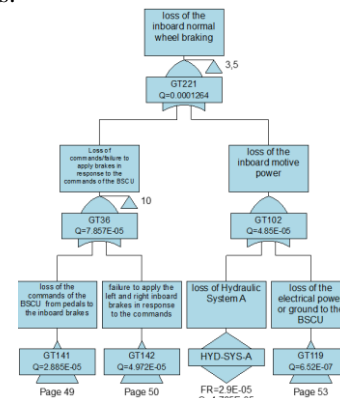 loss of the
inboard normal
wheel braking
3,5
GT221
Q=0.0001264
Loss of
commands/failure to
apply brakes in
response to the
commands of the BSCU
10
GT36
Q=7.857E-05
loss of the
inboard motive
power
GT102
Q=4.85E-05
loss of the
commands of the
BSCU from pedals to
the inboard brakes
GT141
Q=2.885E-05
Page 49
failure to apply the
left and right inboard
brakes in response
to the commands
GT142
Q=4.972E-05
Page 50
loss of Hydraulic
System A
HYD-SYS-A
FR=2.9E-05
loss of the
electrical power
or ground to the
BSCU
GT119
Q=6.52E-07
Page 53